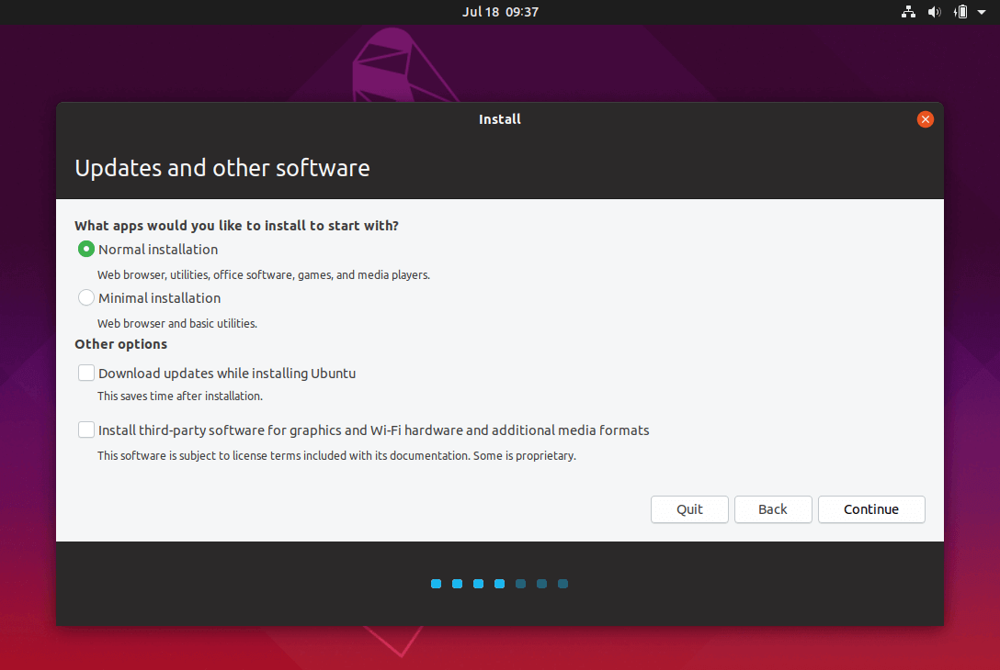 Jul 18 09:37
Install
Updates and other software
What apps would you like to install to start with?
Normal installation
Web browser, utilities, office software, games, and media players.
Minimal installation
Web browser and basic utilities.
Other options
Download updates while installing Ubuntu
This saves time after installation.
Install third-party software for graphics and Wi-Fi hardware and additional media formats
This software is subject to license terms included with its documentation. Some is proprietary.
Quit Back Continue